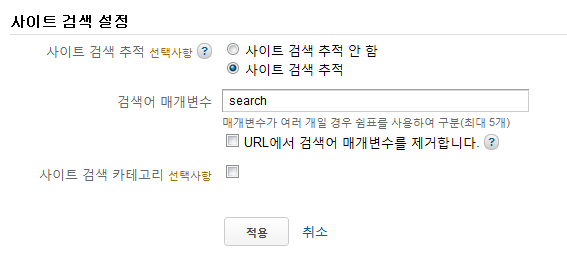 사이트 검색 설정
사이트 검색 추적 선택사항 ?
사이트 검색 추적 안 함
사이트 검색 추적
검색어 매개변수
search
매개변수가 여러 개일 경우 쉼표를 사용하여 구분(최대 5개)
URL에서 검색어 매개변수를 제거합니다. ?
사이트 검색 카테고리 선택사항
적용 취소